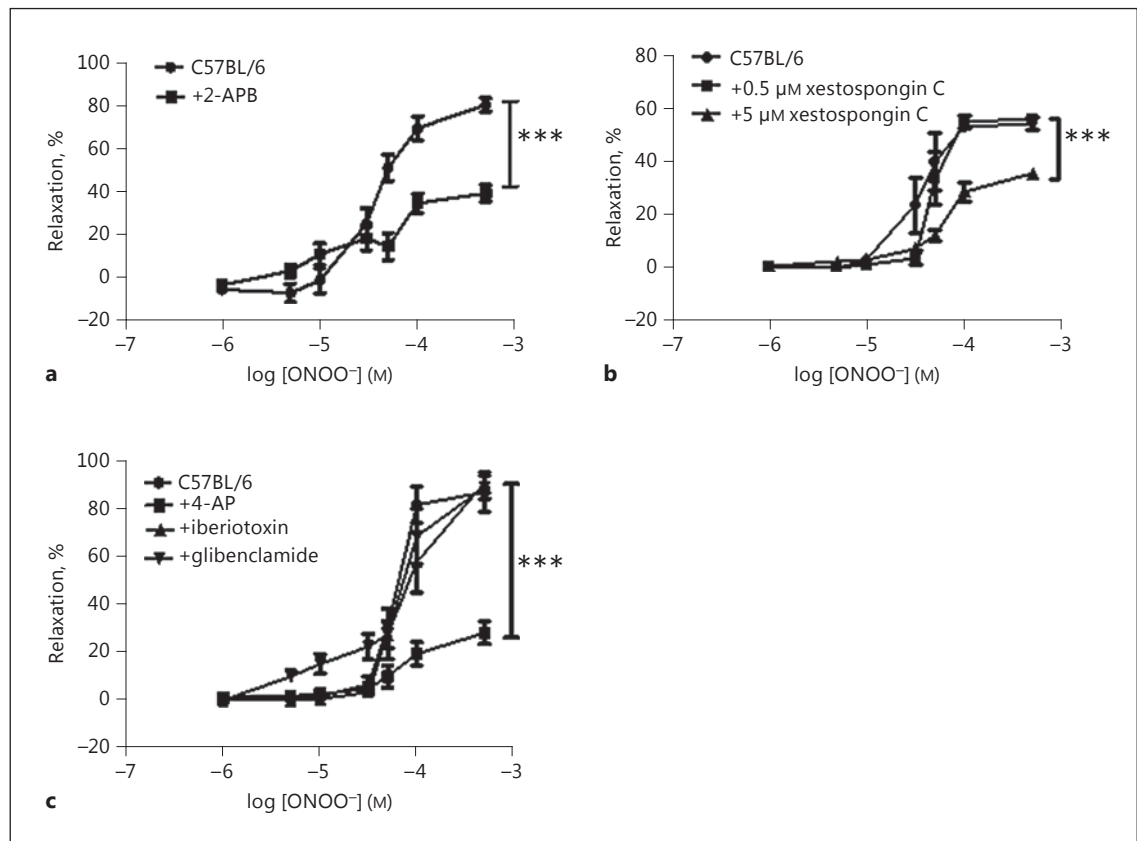 100
80
60
40
20
0
–20
Relaxation, %
C57BL/6
+2-APB
***
–7 –6 –5 –4 –3
log [ONOO⁻] (M)
a
80
60
40
20
0
–20
Relaxation, %
C57BL/6
+0.5 µM xestospongin C
+5 µM xestospongin C
***
–7 –6 –5 –4 –3
log [ONOO⁻] (M)
b
100
80
60
40
20
0
–20
Relaxation, %
C57BL/6
+4-AP
+iberiotoxin
+glibenclamide
***
–7 –6 –5 –4 –3
log [ONOO⁻] (M)
c